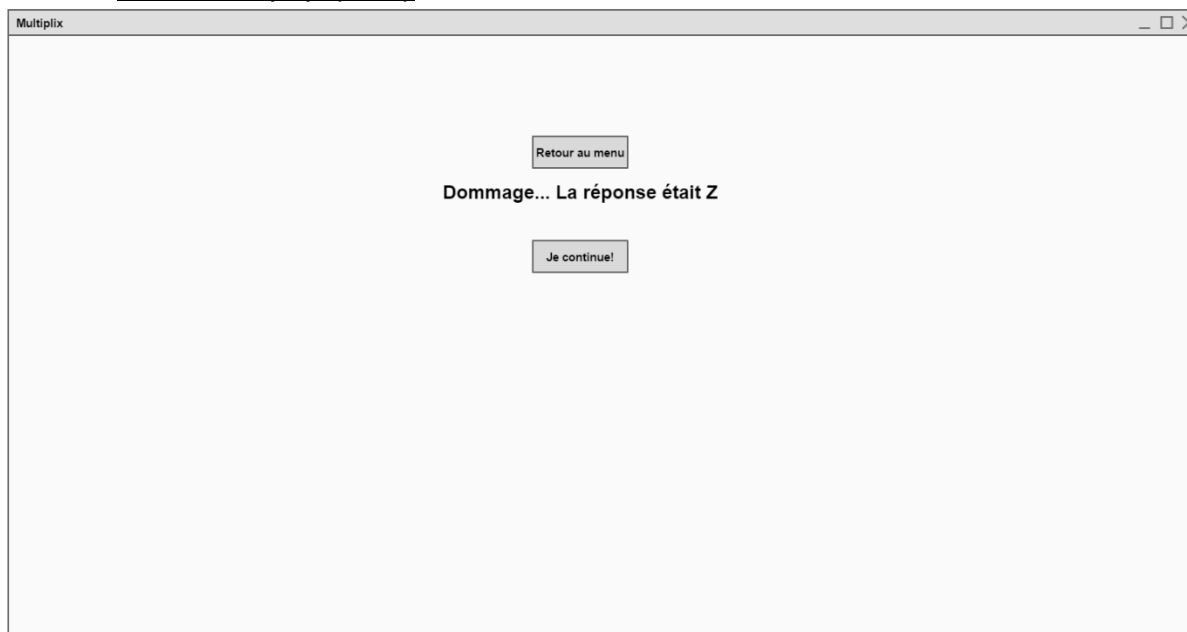 Multiplix
Retour au menu
Dommage... La réponse était Z
Je continue!